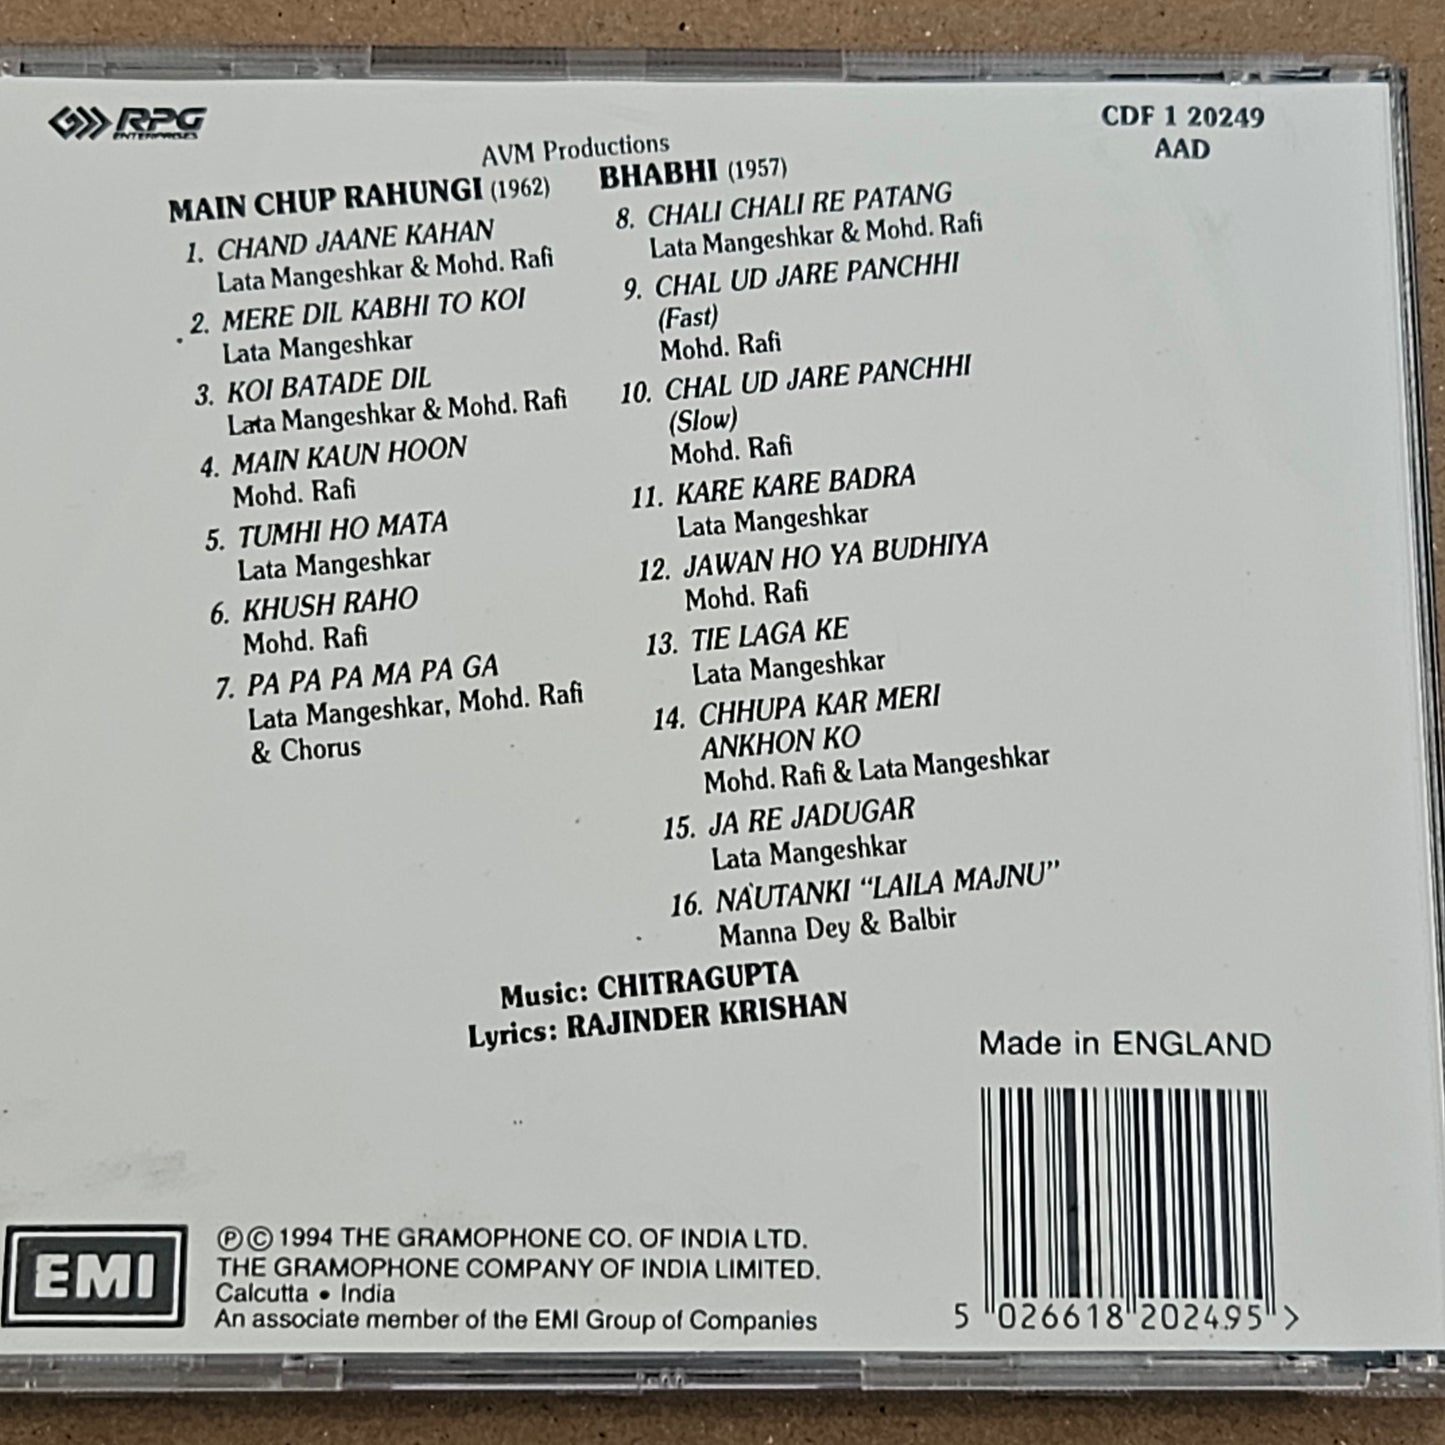 RPG
ENTERPRISES
CDF 1 20249
AAD
AVM Productions
MAIN CHUP RAHUNGI (1962)
1. CHAND JAANE KAHAN
Lata Mangeshkar & Mohd. Rafi
2. MERE DIL KABHI TO KOI
Lata Mangeshkar
3. KOI BATADE DIL
Lata Mangeshkar & Mohd. Rafi
4. MAIN KAUN HOON
Mohd. Rafi
5. TUMHI HO MATA
Lata Mangeshkar
6. KHUSH RAHO
Mohd. Rafi
7. PA PA PA MA PA GA
Lata Mangeshkar, Mohd. Rafi
& Chorus
BHABHI (1957)
8. CHALI CHALI RE PATANG
Lata Mangeshkar & Mohd. Rafi
9. CHAL UD JARE PANCHHI
(Fast)
Mohd. Rafi
10. CHAL UD JARE PANCHHI
(Slow)
Mohd. Rafi
11. KARE KARE BADRA
Lata Mangeshkar
12. JAWAN HO YA BUDHIYA
Mohd. Rafi
13. TIE LAGA KE
Lata Mangeshkar
14. CHHUPA KAR MERI
ANKHON KO
Mohd. Rafi & Lata Mangeshkar
15. JA RE JADUGAR
Lata Mangeshkar
16. NAUTANKI “LAILA MAJNU”
Manna Dey & Balbir
Music: CHITRAGUPTA
Lyrics: RAJINDER KRISHAN
Made in ENGLAND
5 026618 202495 >
EMI
℗© 1994 THE GRAMOPHONE CO. OF INDIA LTD.
THE GRAMOPHONE COMPANY OF INDIA LIMITED.
Calcutta • India
An associate member of the EMI Group of Companies